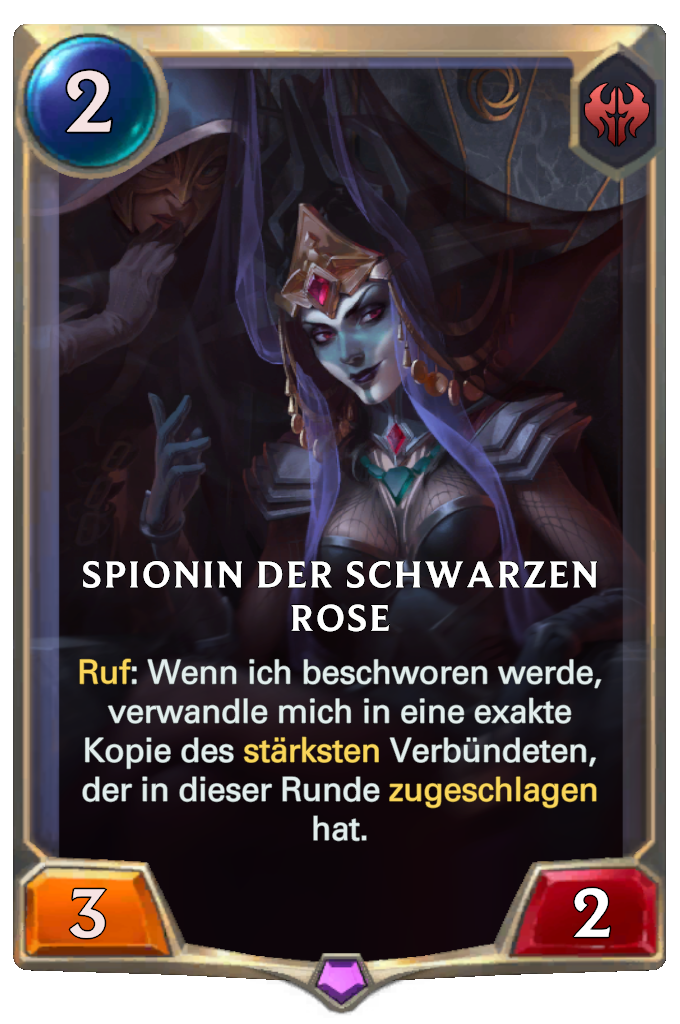 2
SPIONIN DER SCHWARZEN
ROSE
Ruf: Wenn ich beschworen werde,
verwandle mich in eine exakte
Kopie des stärksten Verbündeten,
der in dieser Runde zugeschlagen
hat.
3
2